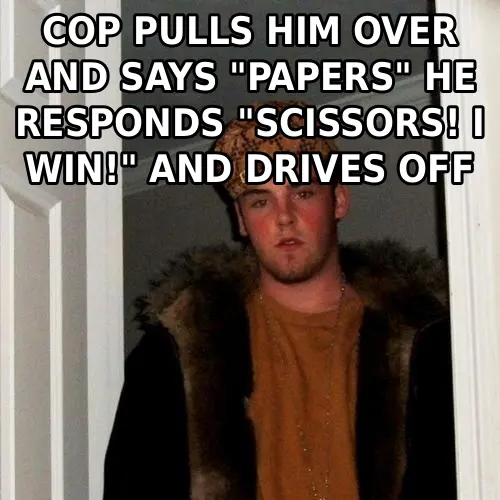 COP PULLS HIM OVER
AND SAYS "PAPERS" HE
RESPONDS "SCISSORS! I
WIN!" AND DRIVES OFF